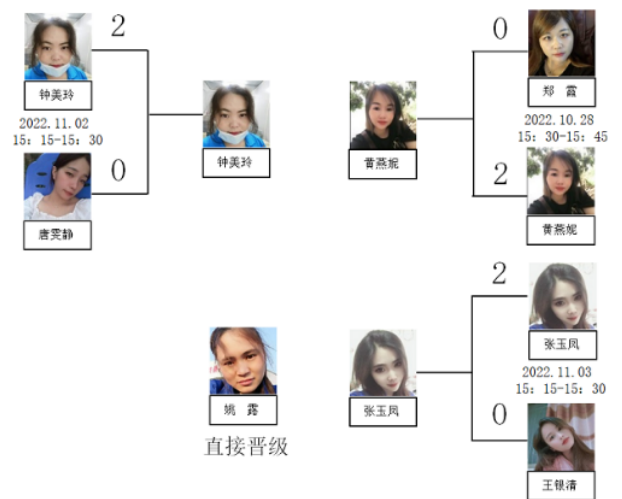 2
钟美玲
2022.11.02
15：15-15：30
0
唐雯静
钟美玲
黄燕妮
0
郑 霞
2022.10.28
15：30-15：45
2
黄燕妮
2
张玉凤
2022.11.03
15：15-15：30
0
王银清
张玉凤
姚 露
直接晋级